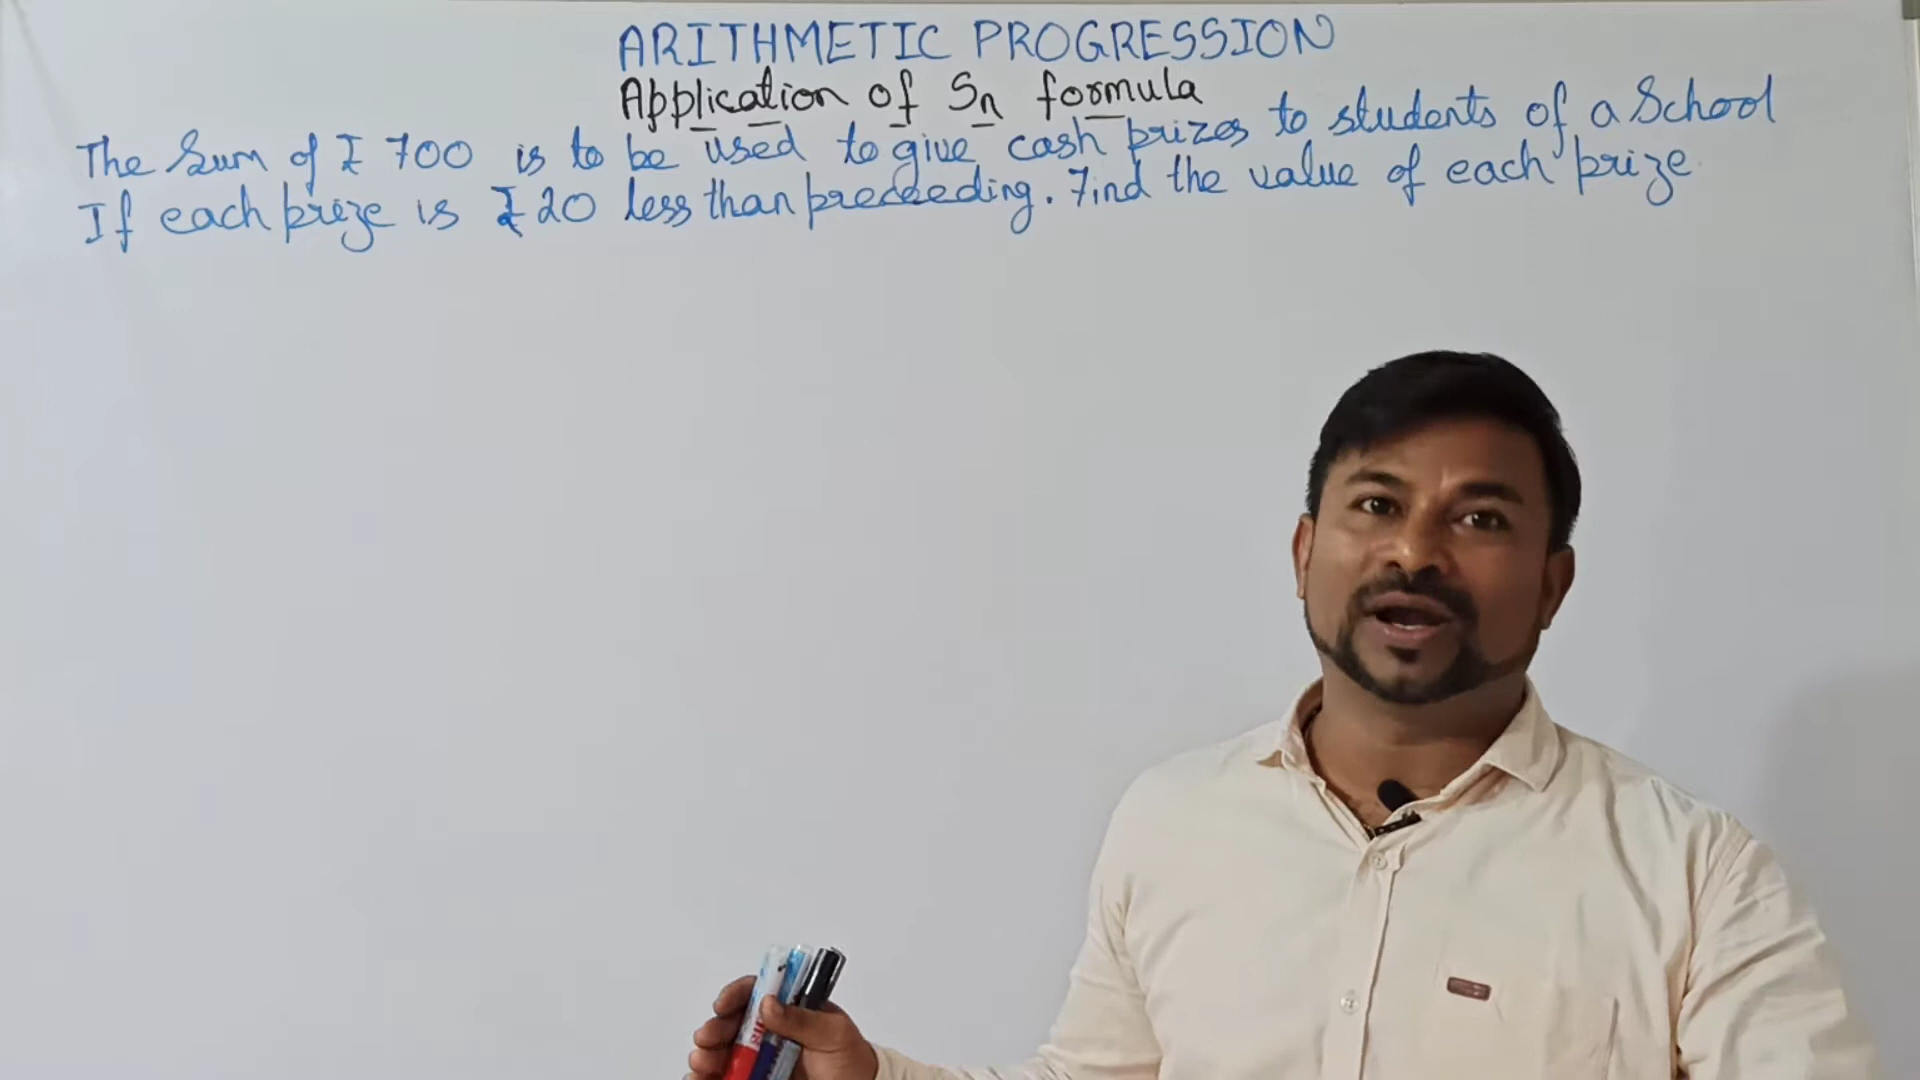 ARITHMETIC PROGRESSION
Application of Sn formula
The Sum of ₹ 700 is to be used to give cash prizes to students of a School
If each prize is ₹ 20 less than preceeding. Find the value of each prize.